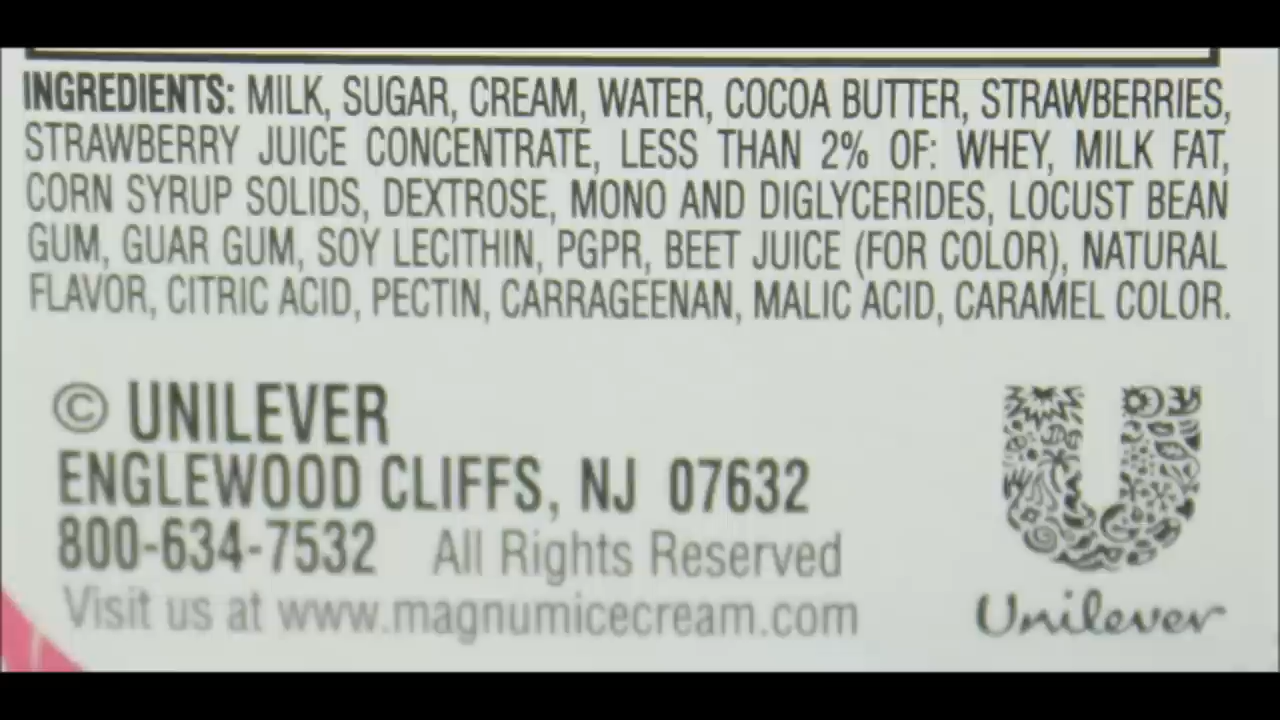 INGREDIENTS: MILK, SUGAR, CREAM, WATER, COCOA BUTTER, STRAWBERRIES,
STRAWBERRY JUICE CONCENTRATE, LESS THAN 2% OF: WHEY, MILK FAT,
CORN SYRUP SOLIDS, DEXTROSE, MONO AND DIGLYCERIDES, LOCUST BEAN
GUM, GUAR GUM, SOY LECITHIN, PGPR, BEET JUICE (FOR COLOR), NATURAL
FLAVOR, CITRIC ACID, PECTIN, CARRAGEENAN, MALIC ACID, CARAMEL COLOR.
© UNILEVER
ENGLEWOOD CLIFFS, NJ 07632
800-634-7532 All Rights Reserved
Visit us at www.magnumicecream.com
Unilever